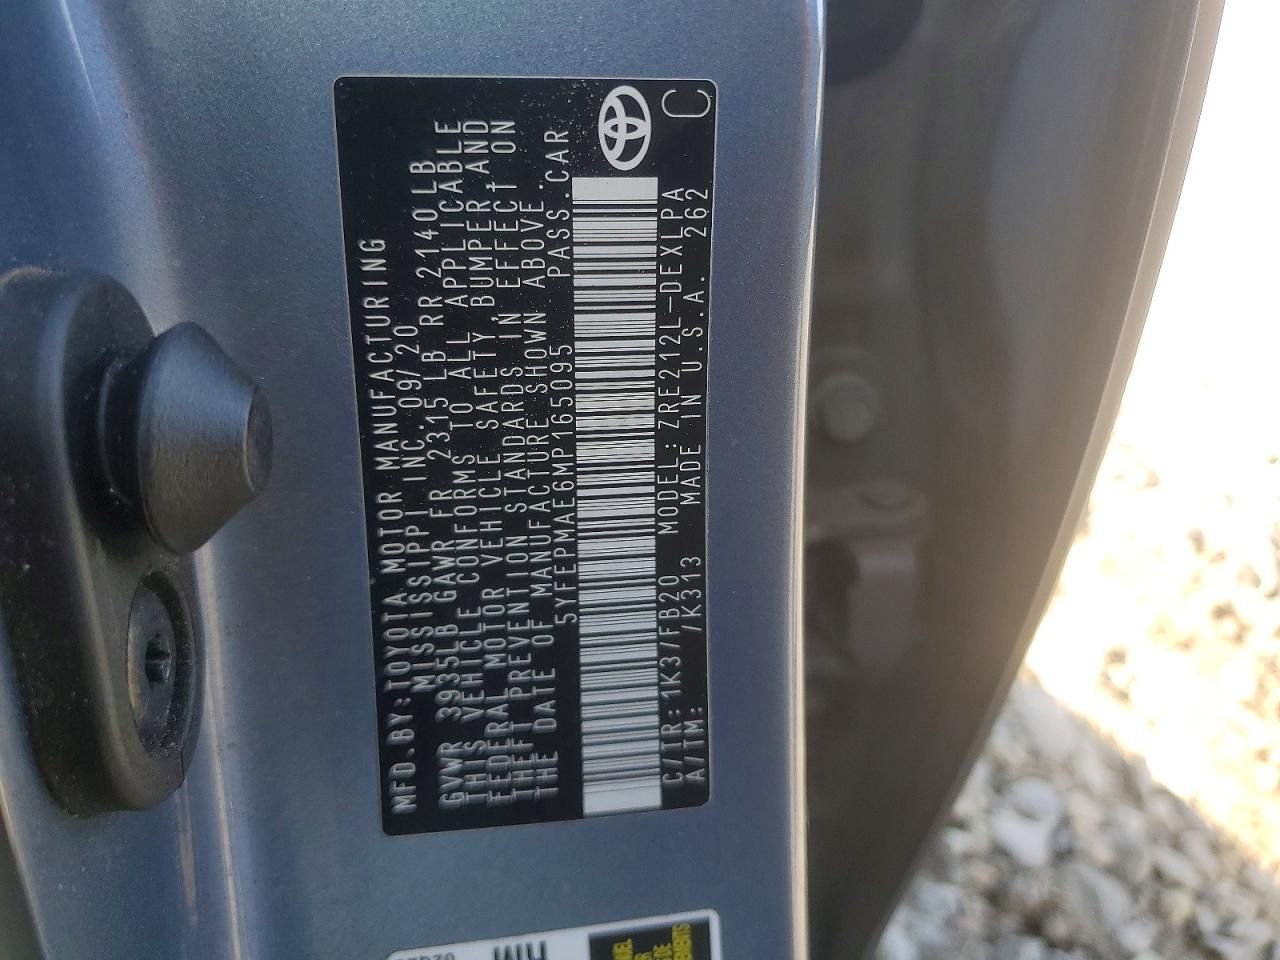 MFD.BY:TOYOTA MOTOR MANUFACTURING
MISSISSIPPI INC.09/20
GVWR 3935LB GAWR FR 2315LB RR 2140LB
THIS VEHICLE CONFORMS TO ALL APPLICABLE
FEDERAL MOTOR VEHICLE SAFETY,BUMPER,AND
THEFT PREVENTION STANDARDS IN EFFECT ON
THE DATE OF MANUFACTURE SHOWN ABOVE.
5YFEPMAE6MP165095 PASS.CAR
C/TR:1K3/FB20 MODEL:ZRE212L-DEXLPA
A/TM: /K313 MADE IN U.S.A. 262
C